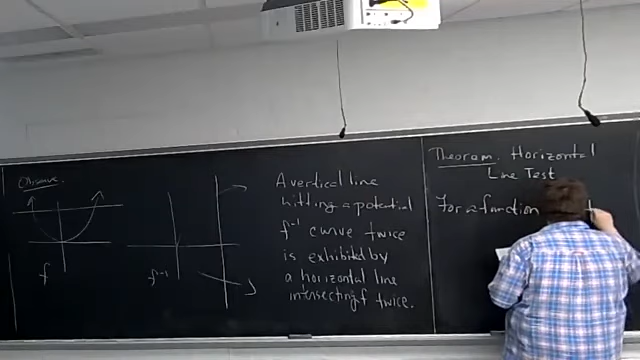 Observe.
f
f⁻¹
A vertical line
hitting a potential
f⁻¹ curve twice
is exhibited by
a horizontal line
intersecting f twice.
Theorem. Horizontal
Line Test
For a function